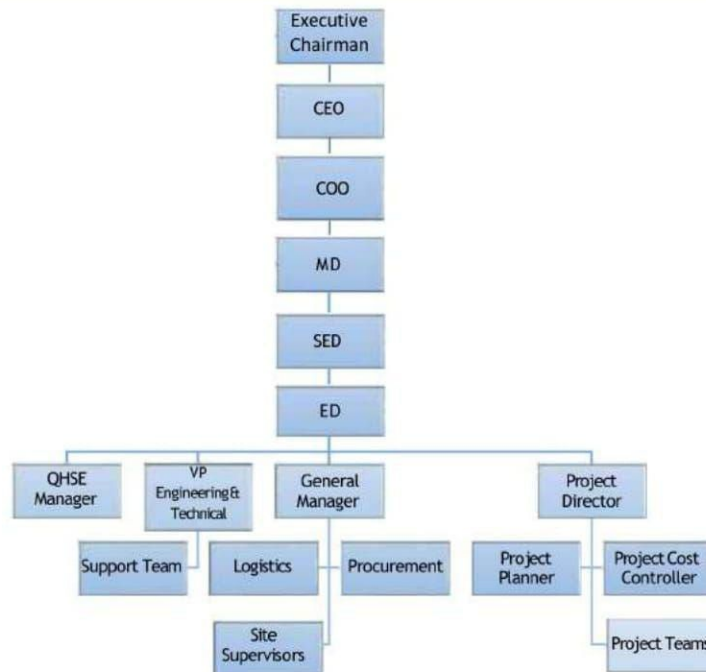 Executive
Chairman
CEO
COO
MD
SED
ED
QHSE
Manager
VP
Engineering &
Technical
General
Manager
Project
Director
Support Team
Logistics
Procurement
Project
Planner
Project Cost
Controller
Site
Supervisors
Project Teams